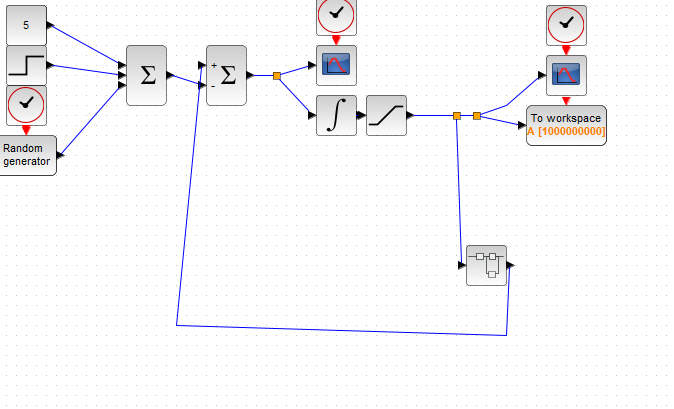 5
Σ
+
-
Σ
∫
Random
generator
To workspace
A [1000000000]